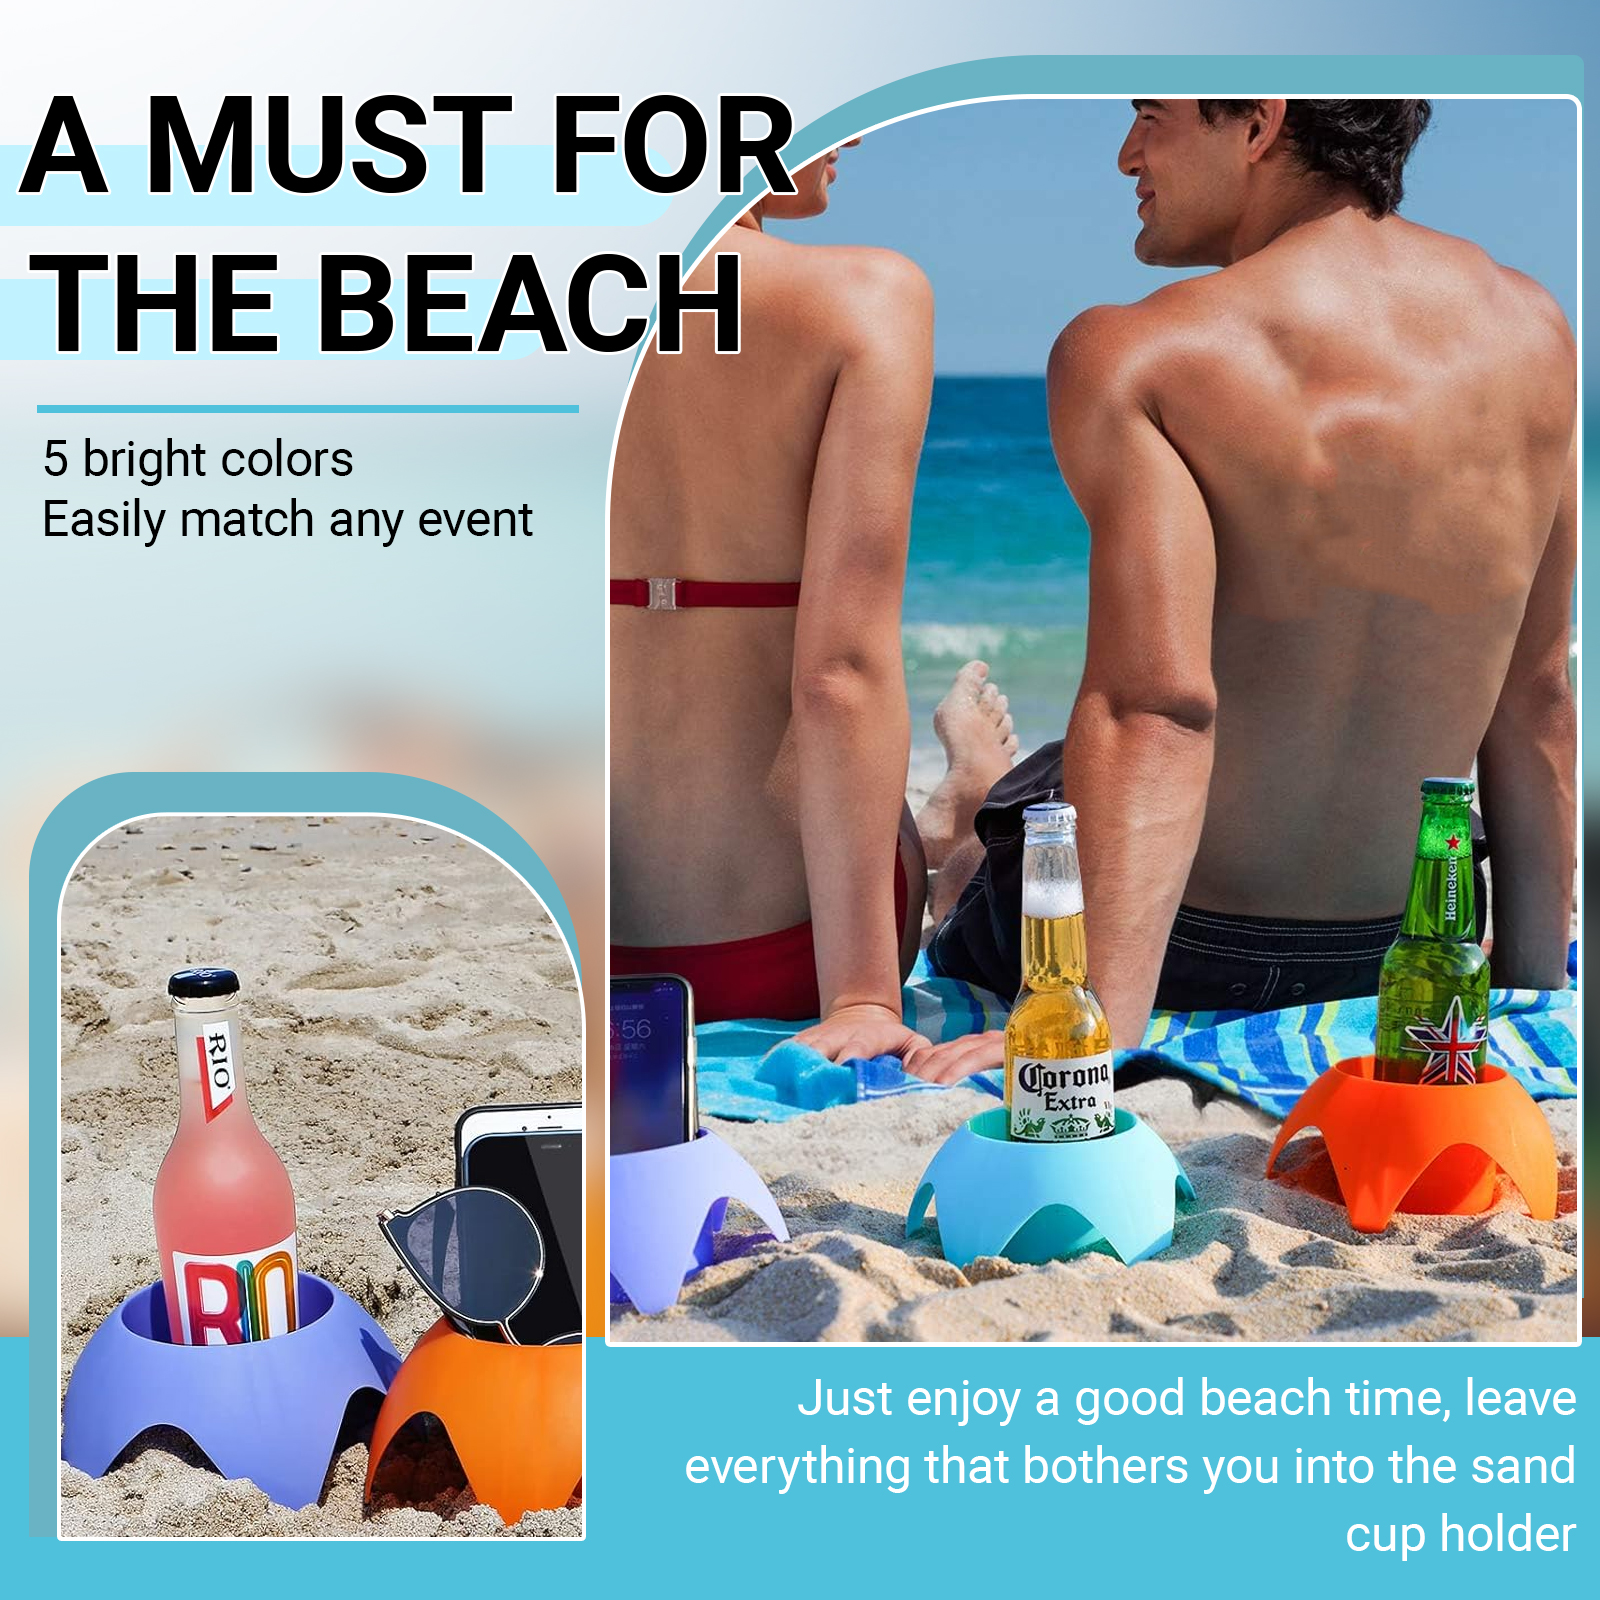 A MUST FOR
THE BEACH
5 bright colors
Easily match any event
RIO
RIO
:56
Corona
Extra
Heineken
Just enjoy a good beach time, leave
everything that bothers you into the sand
cup holder